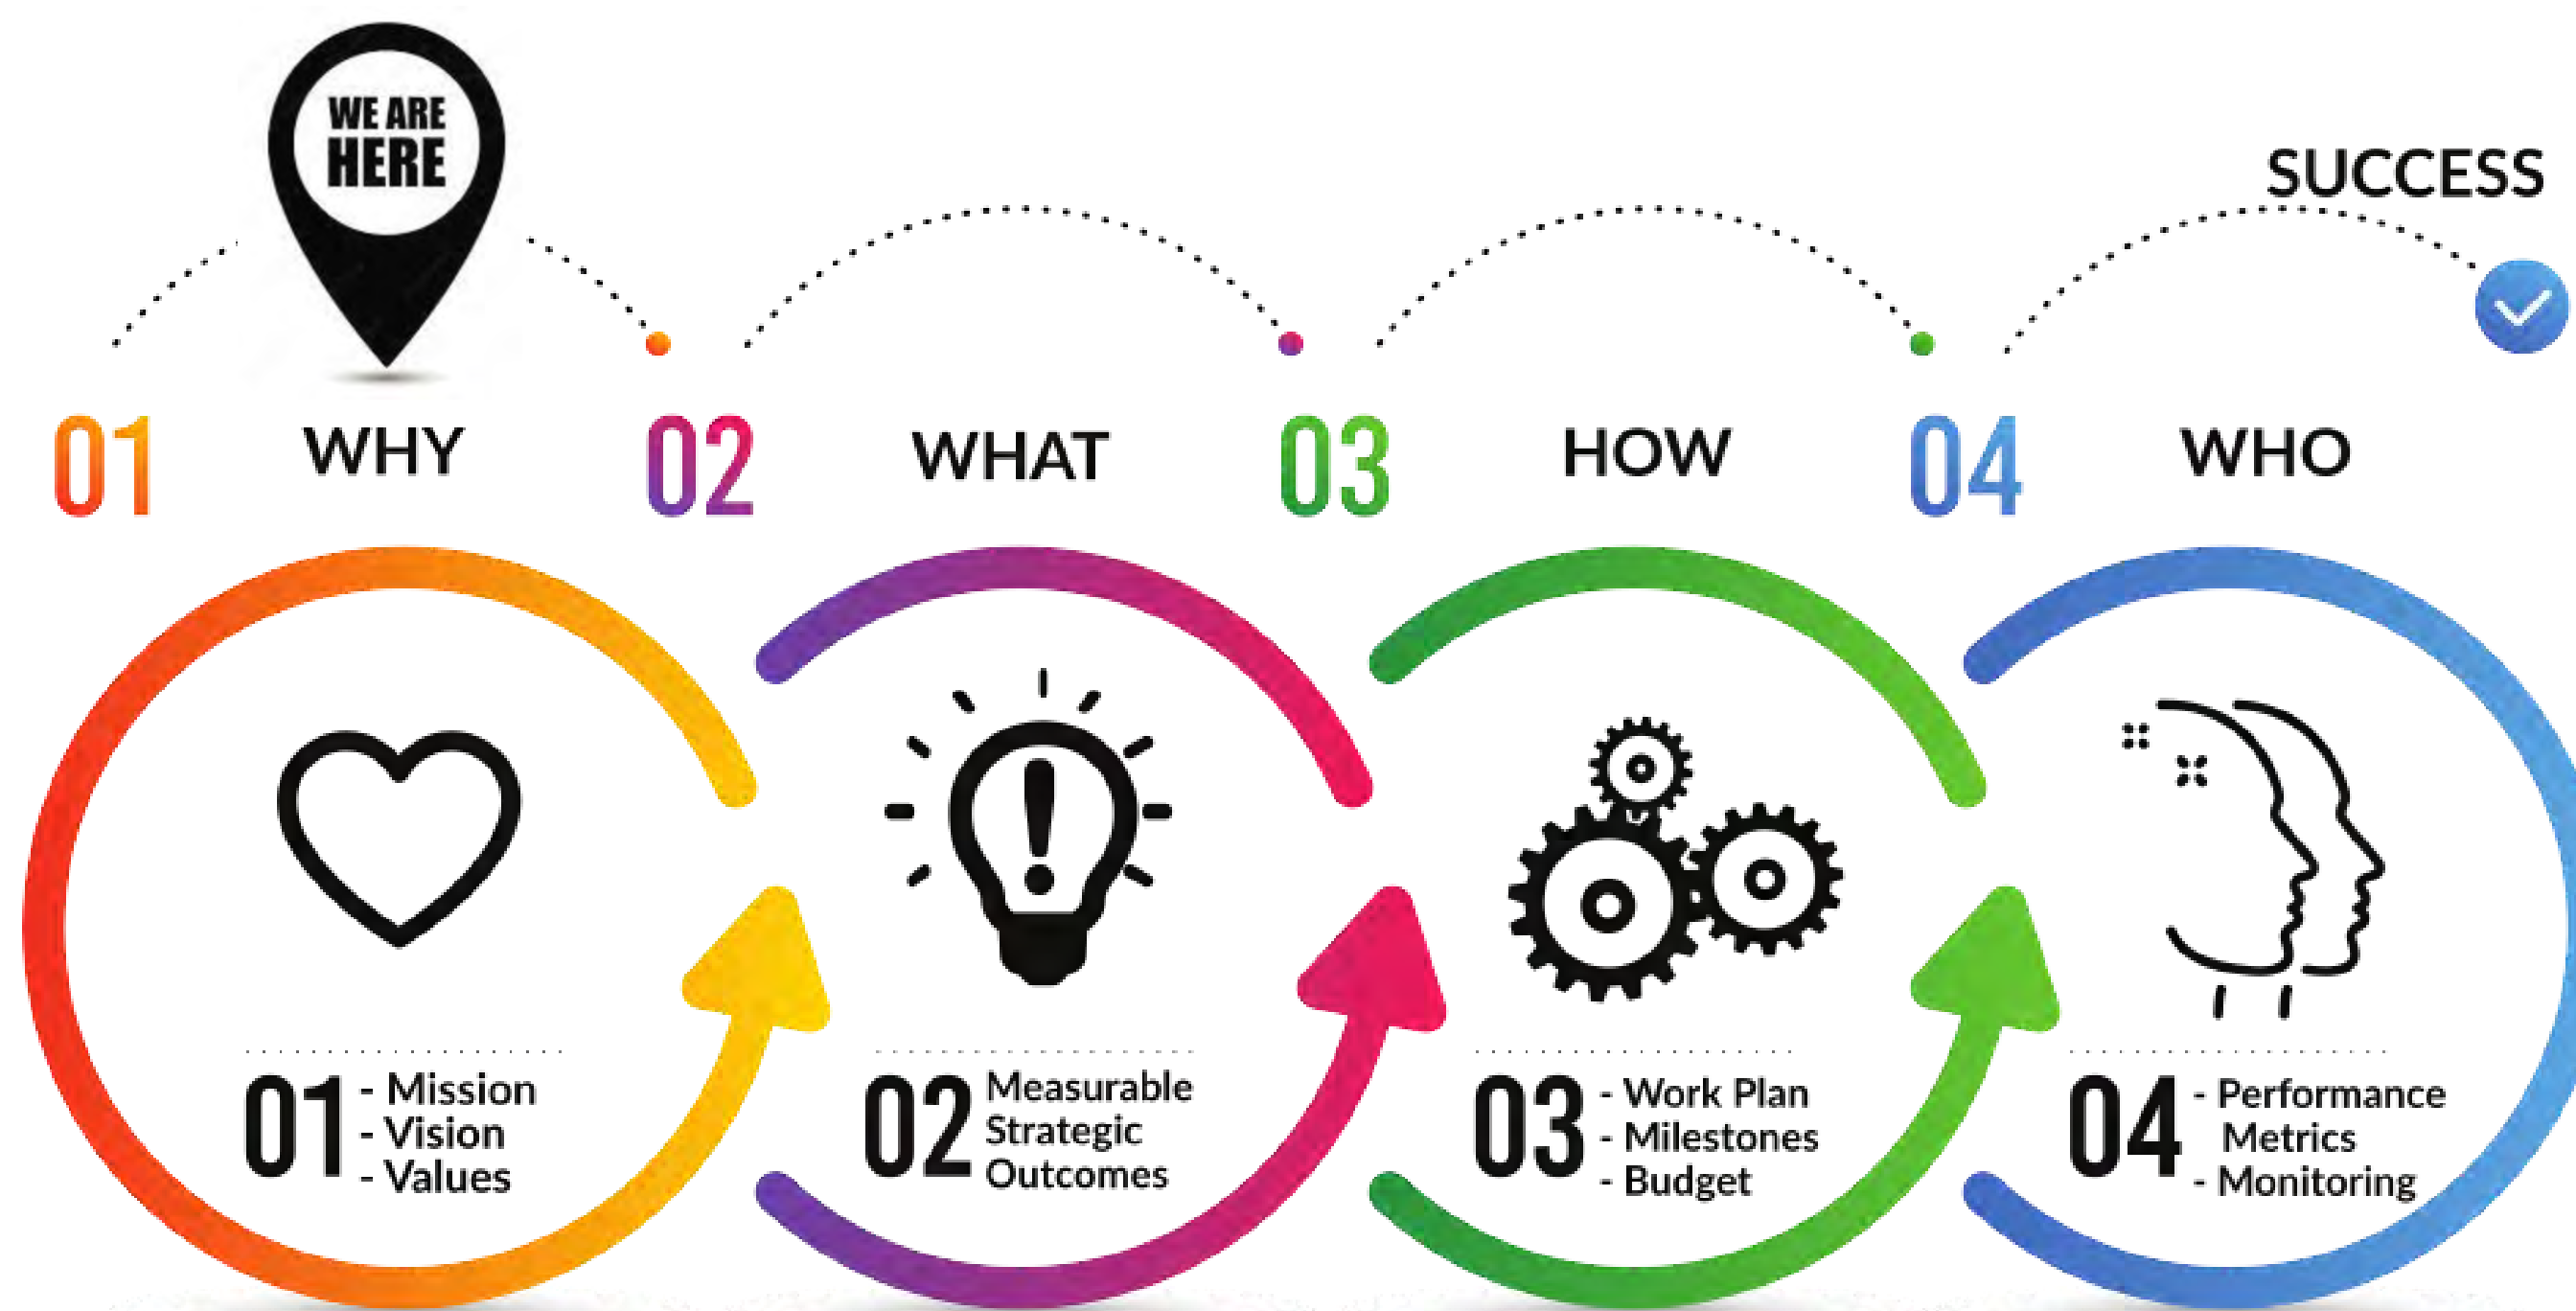 WE ARE
HERE
SUCCESS
01
WHY
02
WHAT
03
HOW
04
WHO
01
- Mission
- Vision
- Values
02
Measurable
Strategic
Outcomes
03
- Work Plan
- Milestones
- Budget
04
- Performance
Metrics
- Monitoring